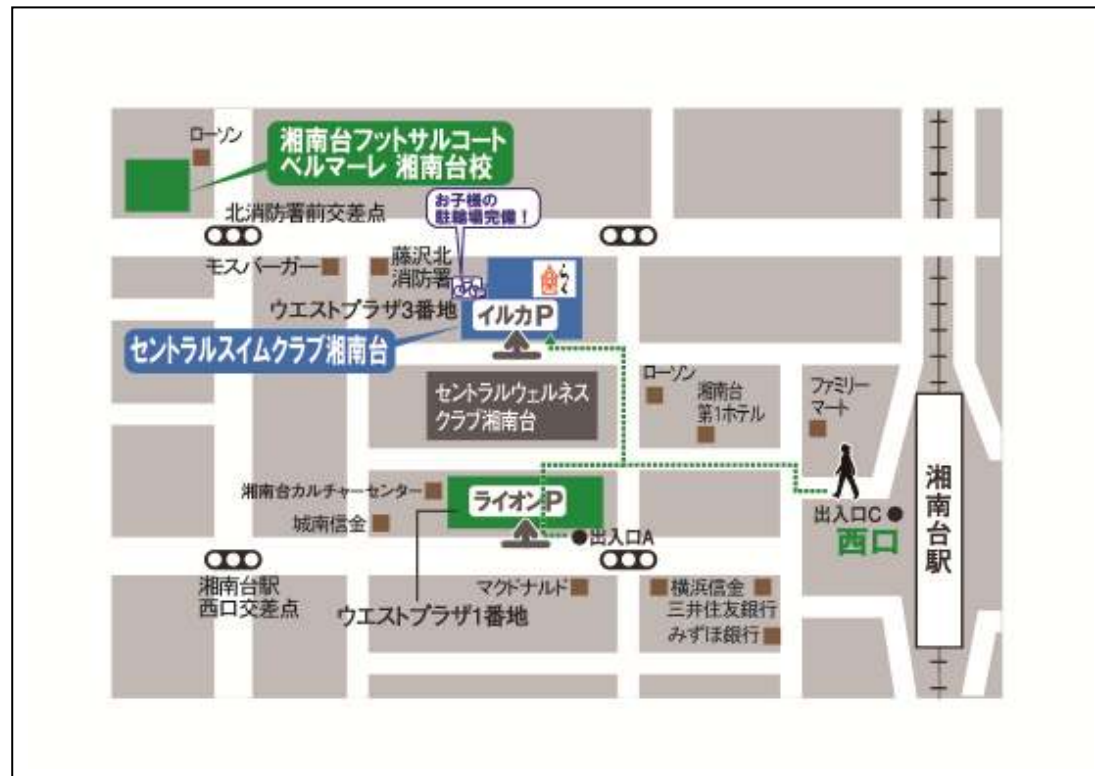 ローソン
湘南台フットサルコート
ベルマーレ 湘南台校
お子様の
駐輪場完備！
北消防署前交差点
モスバーガー
藤沢北
消防署
らく
ウエストプラザ3番地
イルカP
セントラルスイムクラブ湘南台
セントラルウェルネス
クラブ湘南台
ローソン
湘南台
第1ホテル
ファミリー
マート
湘南台駅
湘南台カルチャーセンター
ライオンP
城南信金
出入口A
出入口C
西口
湘南台駅
西口交差点
ウエストプラザ1番地
マクドナルド
横浜信金
三井住友銀行
みずほ銀行